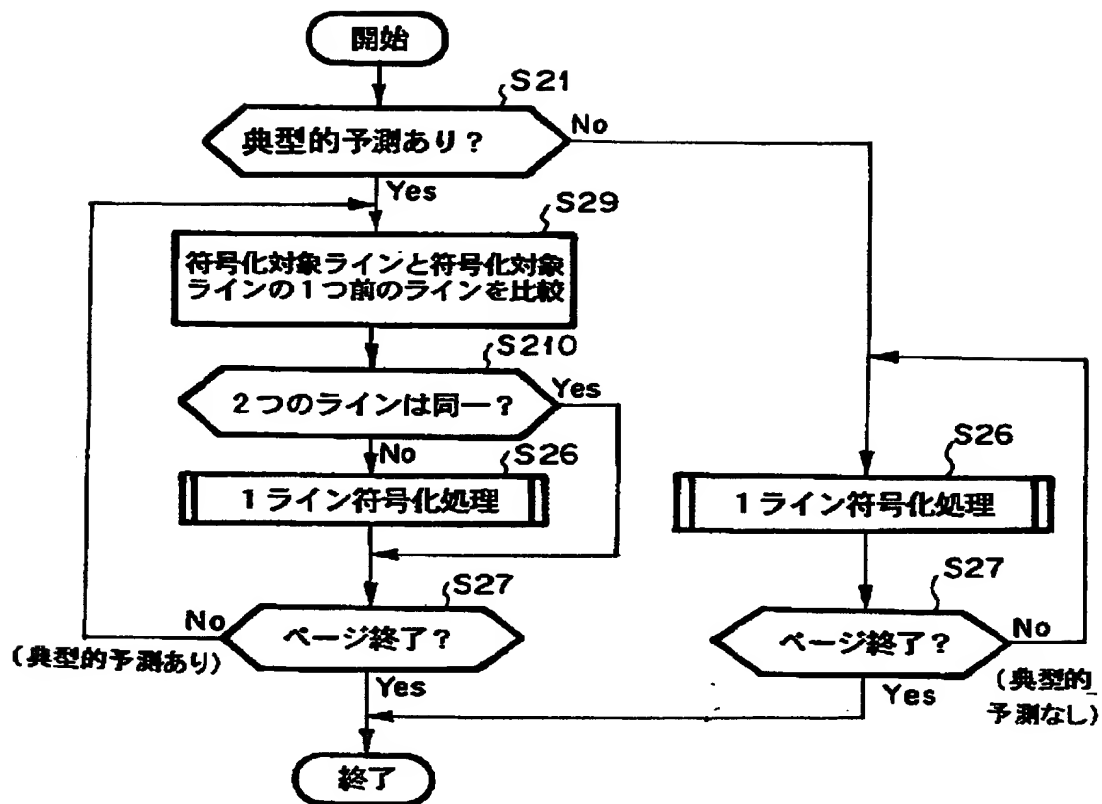 開始
S21
典型的予測あり？
No
Yes
S29
符号化対象ラインと符号化対象
ラインの１つ前のラインを比較
S210
２つのラインは同一？
Yes
No
S26
１ライン符号化処理
S27
No
ページ終了？
(典型的予測あり)
Yes
S26
１ライン符号化処理
S27
ページ終了？
No
(典型的
予測なし)
Yes
終了